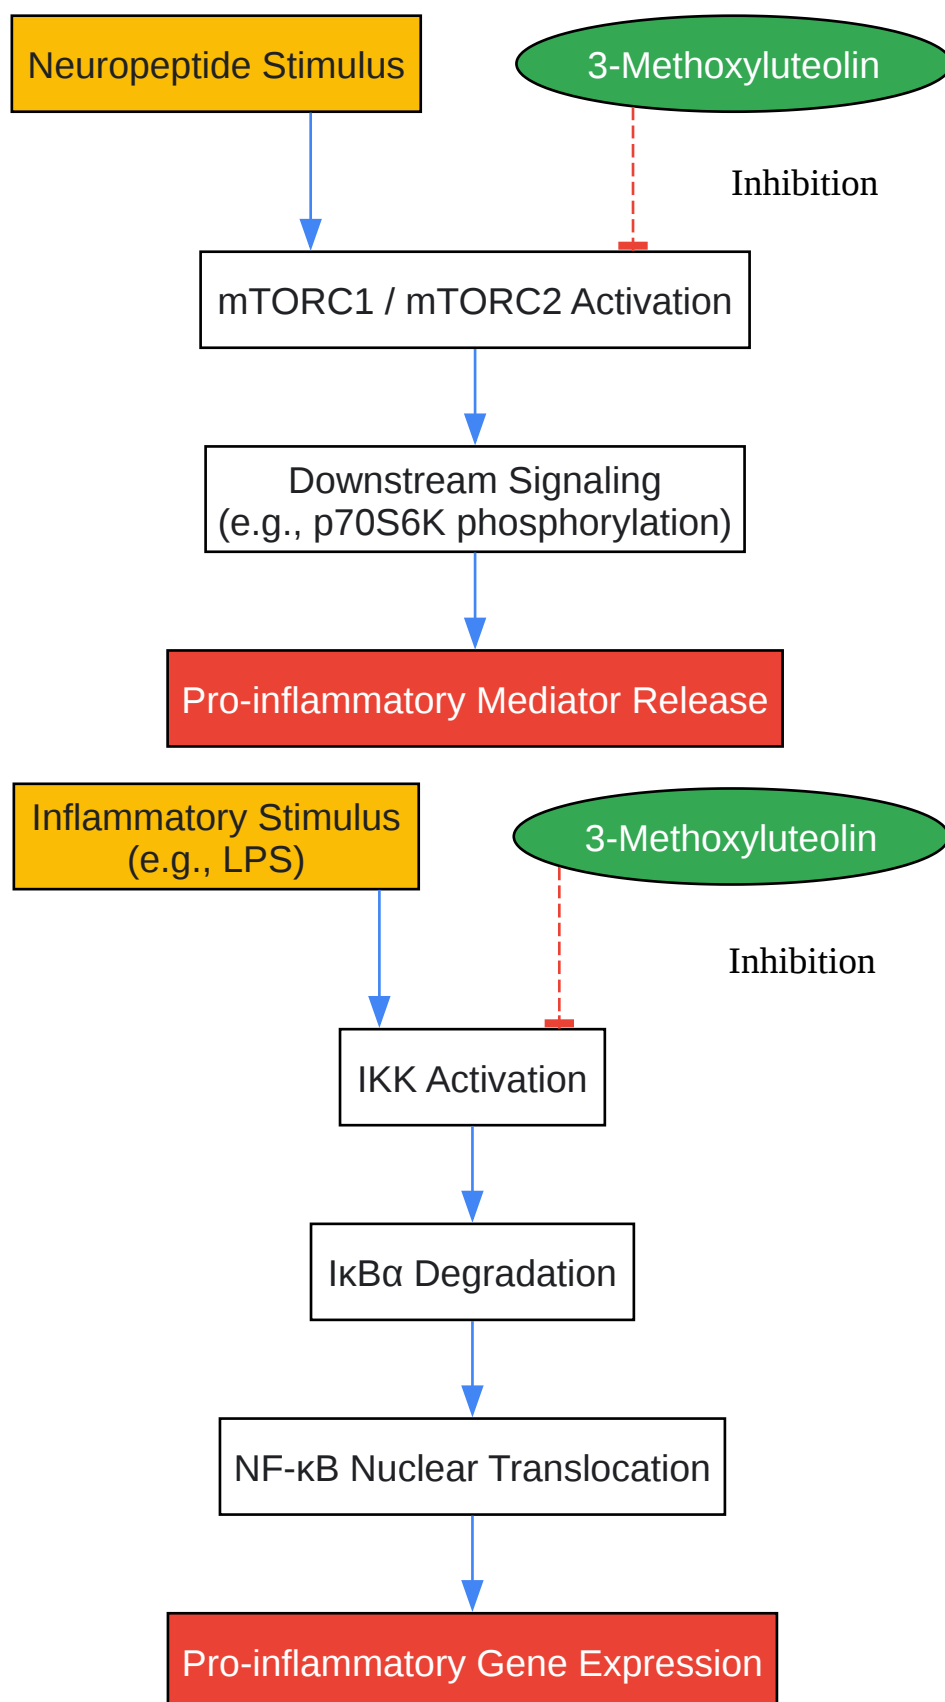 Neuropeptide Stimulus
3-Methoxyluteolin
Inhibition
mTORC1 / mTORC2 Activation
Downstream Signaling
(e.g., p70S6K phosphorylation)
Pro-inflammatory Mediator Release
Inflammatory Stimulus
(e.g., LPS)
3-Methoxyluteolin
Inhibition
IKK Activation
IκBα Degradation
NF-κB Nuclear Translocation
Pro-inflammatory Gene Expression